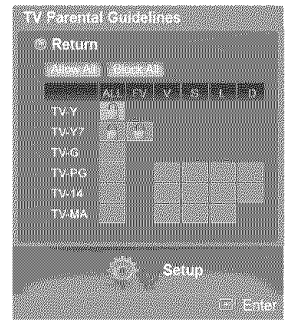 TV Parental Guidelines
Return
Allow All Block All
ALL FV V S L D
TV-Y
TV-Y7
TV-G
TV-PG
TV-14
TV-MA
Setup
Enter